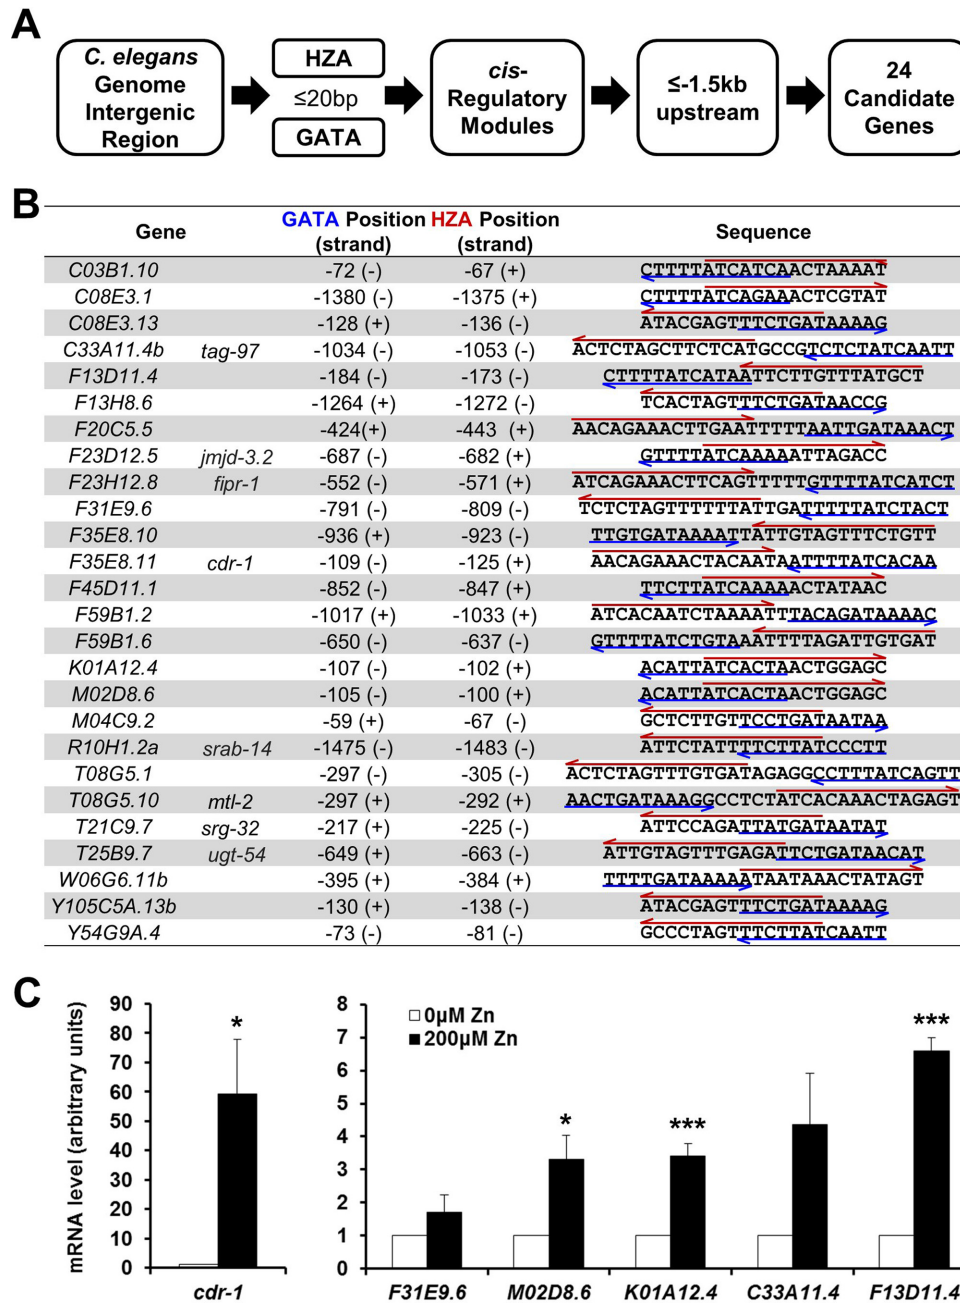 A
C. elegans
Genome
Intergenic
Region
HZA
≤20bp
GATA
cis-
Regulatory
Modules
≤-1.5kb
upstream
24
Candidate
Genes
B
Gene GATA Position (strand) HZA Position (strand) Sequence
C03B1.10 -72 (-) -67 (+) CTTTTATCATCAACTAAAAT
C08E3.1 -1380 (-) -1375 (+) CTTTTATCAGAAACTCGTAT
C08E3.13 -128 (+) -136 (-) ATACGAGTTTCTGATAAAAG
C33A11.4b tag-97 -1034 (-) -1053 (-) ACTCTAGCTTCTCATGCCGTCTCTATCAATT
F13D11.4 -184 (-) -173 (-) CTTTTATCATAATTCTTGTTTATGCT
F13H8.6 -1264 (+) -1272 (-) TCACTAGTTTCTGATAACCG
F20C5.5 -424(+) -443 (+) AACAGAAACTTGAATTTTTAATTGATAAACT
F23D12.5 jmjd-3.2 -687 (-) -682 (+) GTTTTATCAAAAATTAGACC
F23H12.8 fipr-1 -552 (-) -571 (+) ATCAGAAACTTCAGTTTTTGTTTTATCATCT
F31E9.6 -791 (-) -809 (-) TCTCTAGTTTTTTATTGATTTTTATCTACT
F35E8.10 -936 (+) -923 (-) TTGTGATAAAATTATTGTAGTTTCTGTT
F35E8.11 cdr-1 -109 (-) -125 (+) AACAGAAACTACAATAATTTTATCACAA
F45D11.1 -852 (-) -847 (+) TTCTTATCAAAAACTATAAC
F59B1.2 -1017 (+) -1033 (+) ATCACAATCTAAAATTTACAGATAAAAC
F59B1.6 -650 (-) -637 (-) GTTTTATCTGTAAATTTTAGATTGTGAT
K01A12.4 -107 (-) -102 (+) ACATTATCACTAACTGGAGC
M02D8.6 -105 (-) -100 (+) ACATTATCACTAACTGGAGC
M04C9.2 -59 (+) -67 (-) GCTCTTGTTCCTGATAATAA
R10H1.2a srab-14 -1475 (-) -1483 (-) ATTCTATTTTCTTATCCCTT
T08G5.1 -297 (-) -305 (-) ACTCTAGTTTGTGATAGAGGCCTTTATCAGTT
T08G5.10 mtl-2 -297 (+) -292 (+) AACTGATAAAGGCCTCTATCACAAACTAGAGT
T21C9.7 srg-32 -217 (+) -225 (-) ATTCCAGATTATGATAATAT
T25B9.7 ugt-54 -649 (+) -663 (-) ATTGTAGTTTGAGATTCTGATAACAT
W06G6.11b -395 (+) -384 (+) TTTTGATAAAAATAATAAACTATAGT
Y105C5A.13b -130 (+) -138 (-) ATACGAGTTTCTGATAAAAG
Y54G9A.4 -73 (-) -81 (-) GCCCTAGTTTCTTATCAATT
C
mRNA level (arbitrary units)
90
80
70
60
50
40
30
20
10
0
*
cdr-1
8
7
6
5
4
3
2
1
0
0µM Zn
200µM Zn
*
***
***
F31E9.6 M02D8.6 K01A12.4 C33A11.4 F13D11.4